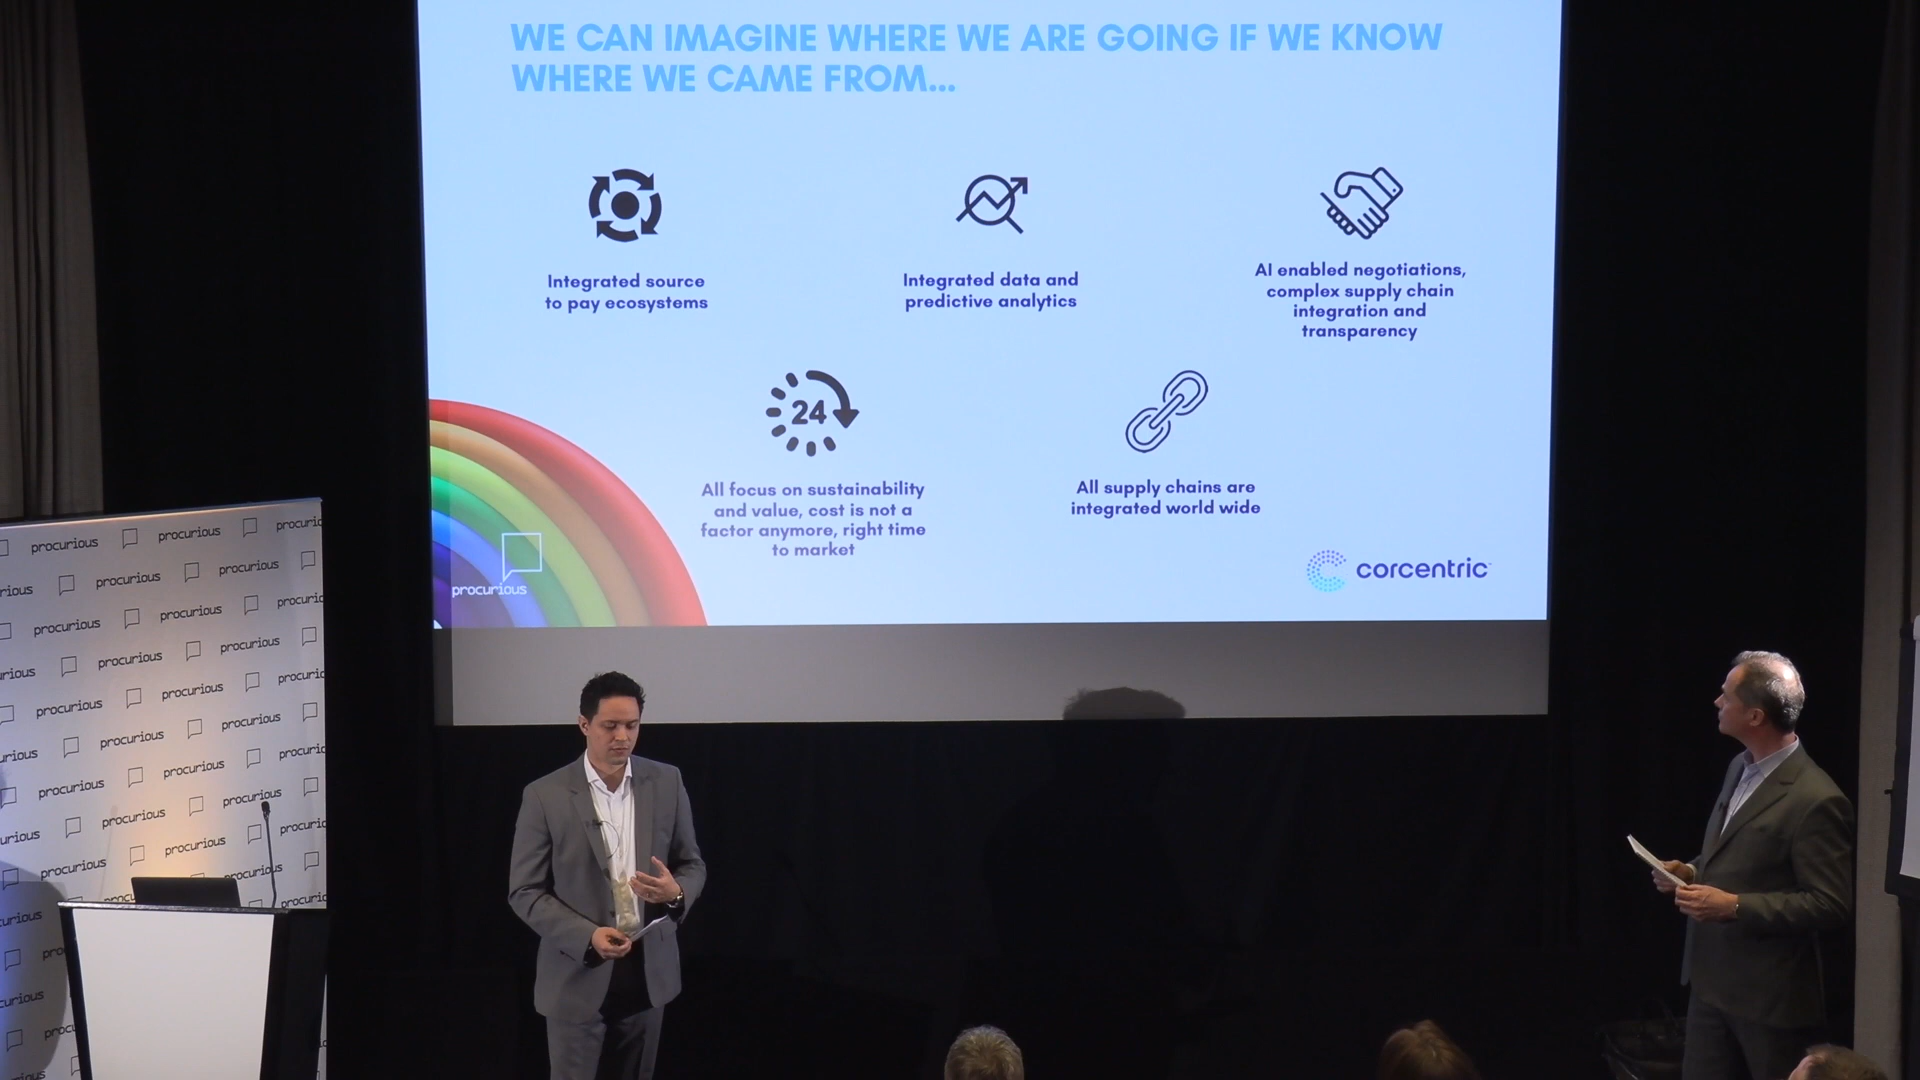 WE CAN IMAGINE WHERE WE ARE GOING IF WE KNOW
WHERE WE CAME FROM...
Integrated source
to pay ecosystems
Integrated data and
predictive analytics
AI enabled negotiations,
complex supply chain
integration and
transparency
24
All focus on sustainability
and value, cost is not a
factor anymore, right time
to market
All supply chains are
integrated world wide
procurious
corcentric
procurious procurious
procurious procurious
procurious procurious
procurious procurious
procurious procurious
procurious procurious
procurious procurious
procurious procurious
procurious procurious